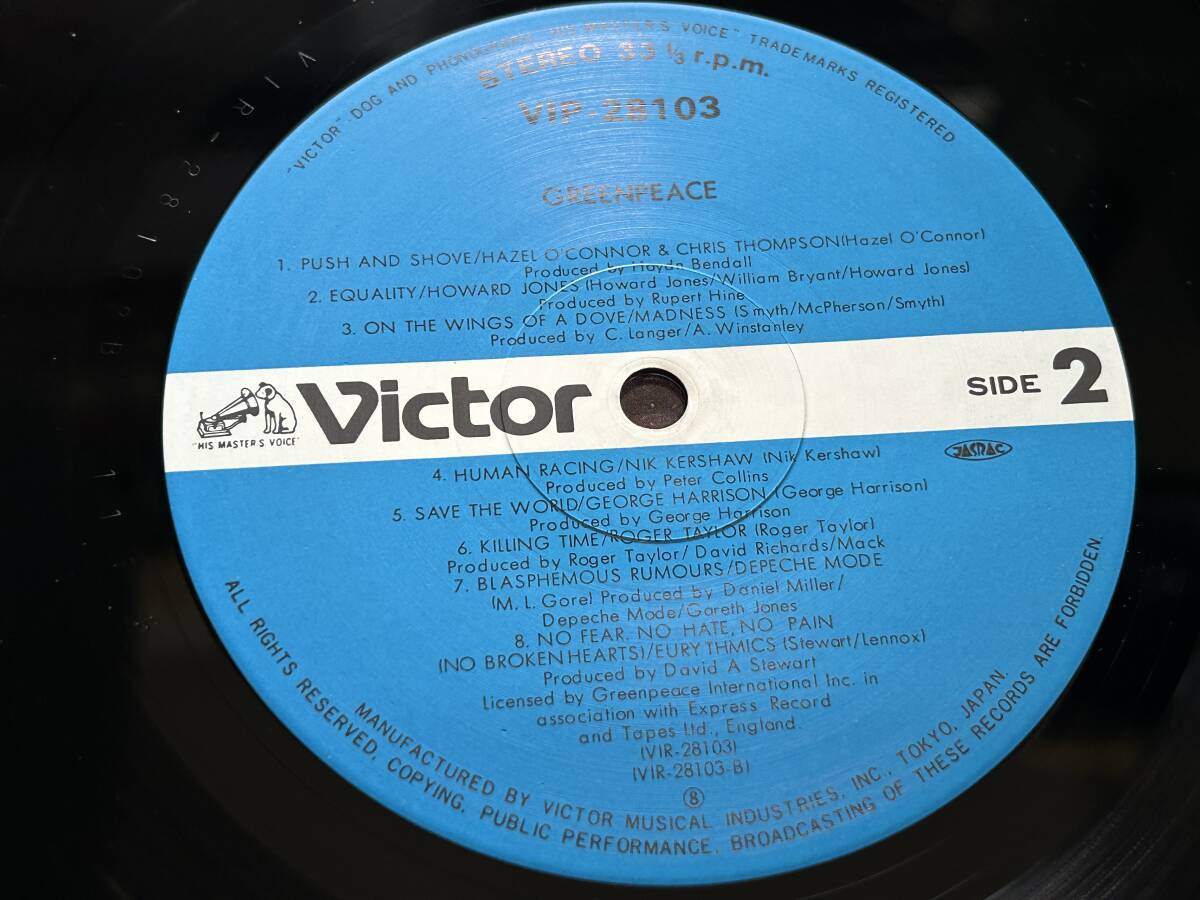 "VICTOR" DOG AND PHONOGRAPH "HIS MASTER'S VOICE" TRADEMARKS REGISTERED
STEREO 33 1/3 r.p.m.
VIP-28103
GREENPEACE
1. PUSH AND SHOVE/HAZEL O'CONNOR & CHRIS THOMPSON(Hazel O'Connor)
Produced by Haydn Bendall
2. EQUALITY/HOWARD JONES (Howard Jones/William Bryant/Howard Jones)
Produced by Rupert Hine
3. ON THE WINGS OF A DOVE/MADNESS (Smyth/McPherson/Smyth)
Produced by C. Langer/A. Winstanley
"HIS MASTER'S VOICE"
Victor
SIDE 2
4. HUMAN RACING/NIK KERSHAW (Nik Kershaw)
JASRAC
Produced by Peter Collins
5. SAVE THE WORLD/GEORGE HARRISON (George Harrison)
Produced by George Harrison
6. KILLING TIME/ROGER TAYLOR (Roger Taylor)
Produced by Roger Taylor/ David Richards/Mack
7. BLASPHEMOUS RUMOURS/DEPECHE MODE
(M. L. Gore) Produced by Daniel Miller/
Depeche Mode/Gareth Jones
8. NO FEAR, NO HATE, NO PAIN
(NO BROKEN HEARTS)/EURYTHMICS (Stewart/Lennox)
Produced by David A Stewart
Licensed by Greenpeace International Inc. in
association with Express Record
and Tapes Ltd., England.
(VIR-28103)
(VIR-28103-B)
8
MANUFACTURED BY VICTOR MUSICAL INDUSTRIES, INC., TOKYO, JAPAN.
ALL RIGHTS RESERVED. COPYING, PUBLIC PERFORMANCE, BROADCASTING OF THESE RECORDS ARE FORBIDDEN.
VIR-28103B 11